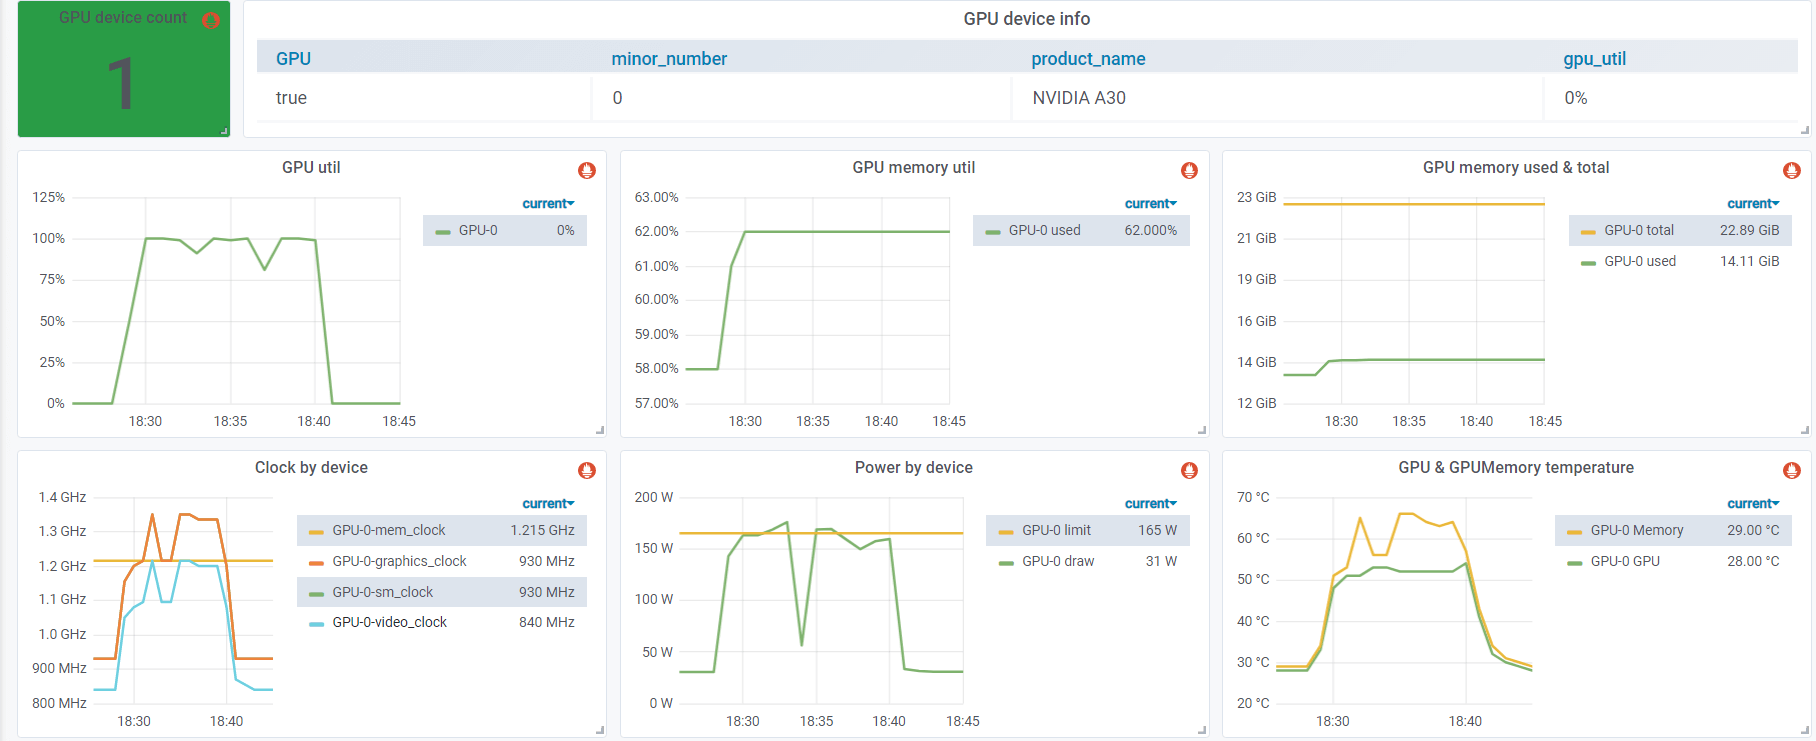 GPU device count
1
GPU device info
GPU minor_number product_name gpu_util
true 0 NVIDIA A30 0%
GPU util
125%
100%
75%
50%
25%
0%
18:30 18:35 18:40 18:45
current
GPU-0 0%
GPU memory util
63.00%
62.00%
61.00%
60.00%
59.00%
58.00%
57.00%
18:30 18:35 18:40 18:45
current
GPU-0 used 62.000%
GPU memory used & total
23 GiB
21 GiB
19 GiB
16 GiB
14 GiB
12 GiB
18:30 18:35 18:40 18:45
current
GPU-0 total 22.89 GiB
GPU-0 used 14.11 GiB
Clock by device
1.4 GHz
1.3 GHz
1.2 GHz
1.1 GHz
1.0 GHz
900 MHz
800 MHz
18:30 18:40
current
GPU-0-mem_clock 1.215 GHz
GPU-0-graphics_clock 930 MHz
GPU-0-sm_clock 930 MHz
GPU-0-video_clock 840 MHz
Power by device
200 W
150 W
100 W
50 W
0 W
18:30 18:35 18:40 18:45
current
GPU-0 limit 165 W
GPU-0 draw 31 W
GPU & GPUMemory temperature
70 °C
60 °C
50 °C
40 °C
30 °C
20 °C
18:30 18:40
current
GPU-0 Memory 29.00 °C
GPU-0 GPU 28.00 °C